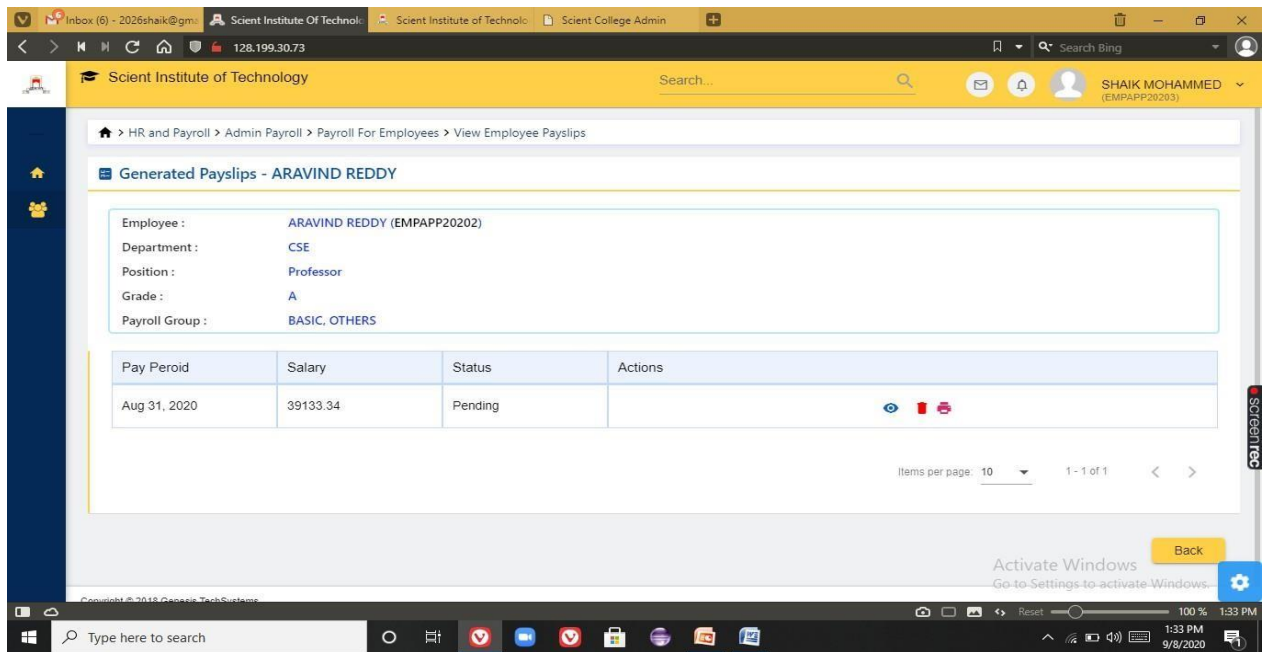 Inbox (6) - 2026shaik@gma
Scient Institute Of Technolo
Scient Institute of Technolo
Scient College Admin
128.199.30.73
Search Bing
Scient Institute of Technology
Search...
SHAIK MOHAMMED
(EMPAPP20203)
> HR and Payroll > Admin Payroll > Payroll For Employees > View Employee Payslips
Generated Payslips - ARAVIND REDDY
Employee : ARAVIND REDDY (EMPAPP20202)
Department : CSE
Position : Professor
Grade : A
Payroll Group : BASIC, OTHERS
Pay Peroid Salary Status Actions
Aug 31, 2020 39133.34 Pending
Items per page: 10 1 - 1 of 1
screenrec
Back
Activate Windows
Go to Settings to activate Windows.
Copyright © 2018 Genesis TechSystems
Reset 100 % 1:33 PM
Type here to search
1:33 PM
9/8/2020